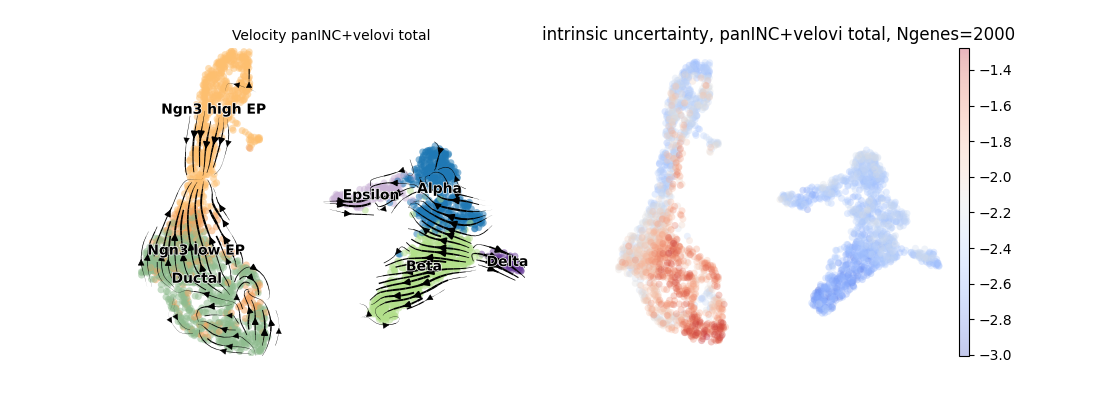 Velocity panINC+velovi total
Ngn3 high EP
Epsilon
Alpha
Ngn3 low EP
Ductal
Beta
Delta
intrinsic uncertainty, panINC+velovi total, Ngenes=2000
−1.4
−1.6
−1.8
−2.0
−2.2
−2.4
−2.6
−2.8
−3.0